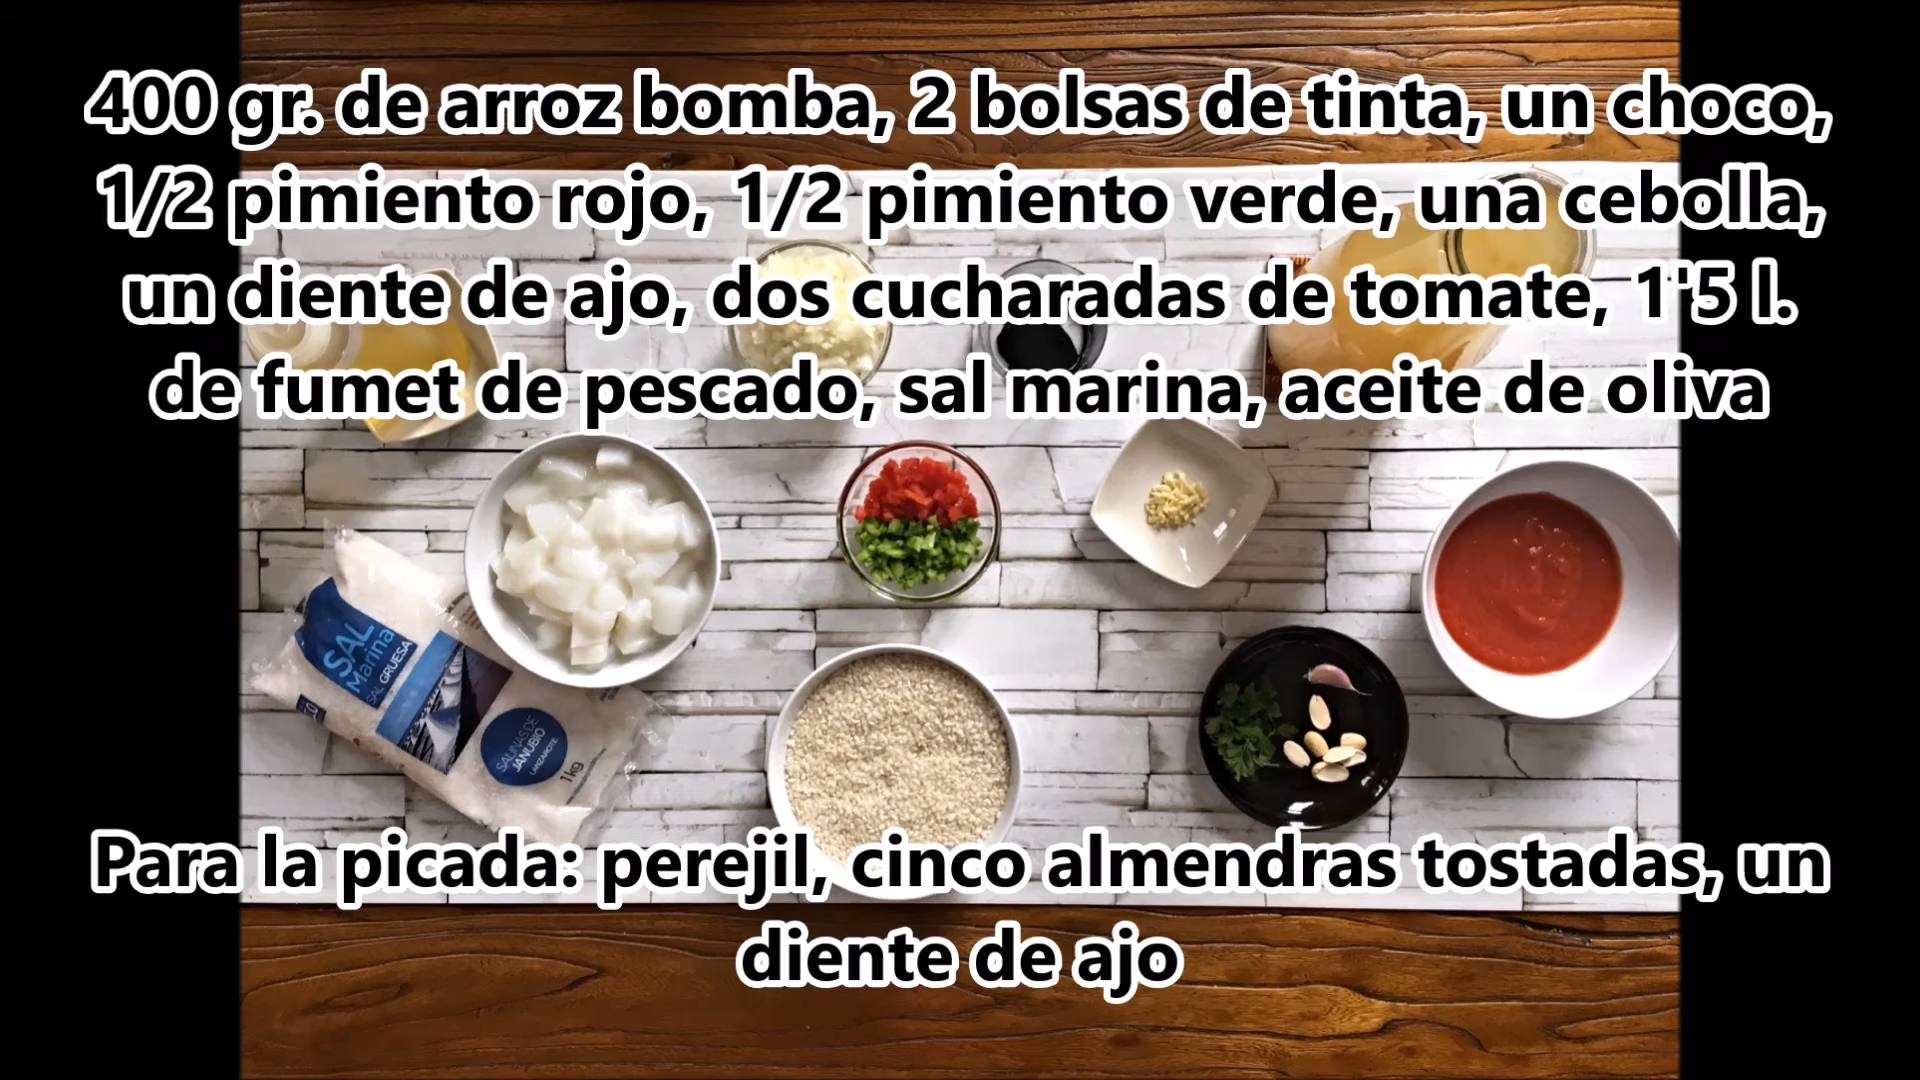 400 gr. de arroz bomba, 2 bolsas de tinta, un choco,
1/2 pimiento rojo, 1/2 pimiento verde, una cebolla,
un diente de ajo, dos cucharadas de tomate, 1'5 l.
de fumet de pescado, sal marina, aceite de oliva
SAL
Marina
SAL GRUESA
SALINAS DE
JANUBIO
LANZAROTE
1 kg
Para la picada: perejil, cinco almendras tostadas, un
diente de ajo